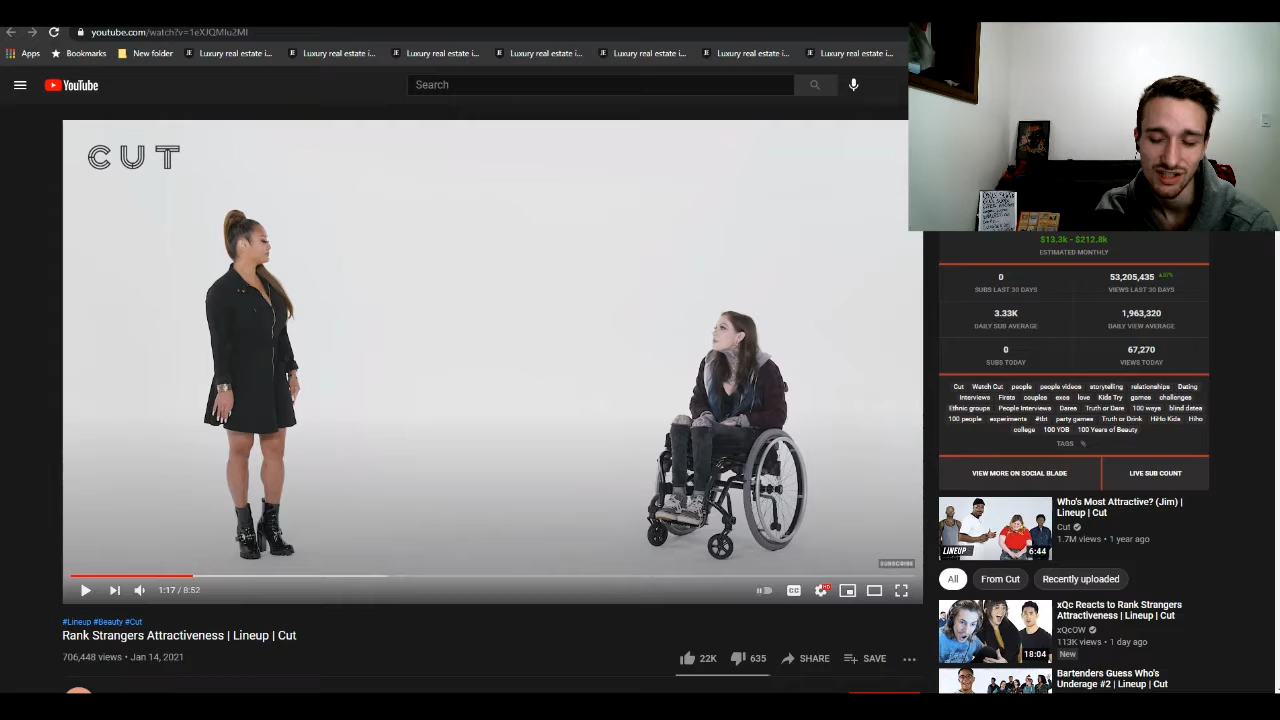 youtube.com/watch?v=1eXJQMIu2MI
Apps Bookmarks New folder Luxury real estate i... Luxury real estate i... Luxury real estate i... Luxury real estate i... Luxury real estate i... Luxury real estate i... Luxury real estate i...
YouTube
Search
CUT
$13.3k - $212.8k
ESTIMATED MONTHLY
0 53,205,435
SUBS LAST 30 DAYS VIEWS LAST 30 DAYS
3.33K 1,963,320
DAILY SUB AVERAGE DAILY VIEW AVERAGE
0 67,270
SUBS TODAY VIEWS TODAY
Cut Watch Cut people people videos storytelling relationships Dating
Interviews Firsts couples exes love Kids Try games challenges
Ethnic groups People Interviews Dares Truth or Dare 100 ways blind dates
100 people experiments #tbt party games Truth or Drink HiHo Kids Hiho
college 100 YOB 100 Years of Beauty
TAGS
VIEW MORE ON SOCIAL BLADE LIVE SUB COUNT
SUBSCRIBE
1:17 / 8:52
CC
HD
#Lineup #Beauty #Cut
Rank Strangers Attractiveness | Lineup | Cut
706,448 views • Jan 14, 2021
22K 635 SHARE SAVE
LINEUP
6:44
Who's Most Attractive? (Jim) |
Lineup | Cut
Cut
1.7M views • 1 year ago
All From Cut Recently uploaded
18:04
xQc Reacts to Rank Strangers
Attractiveness | Lineup | Cut
xQcOW
113K views • 1 day ago
New
Bartenders Guess Who's
Underage #2 | Lineup | Cut